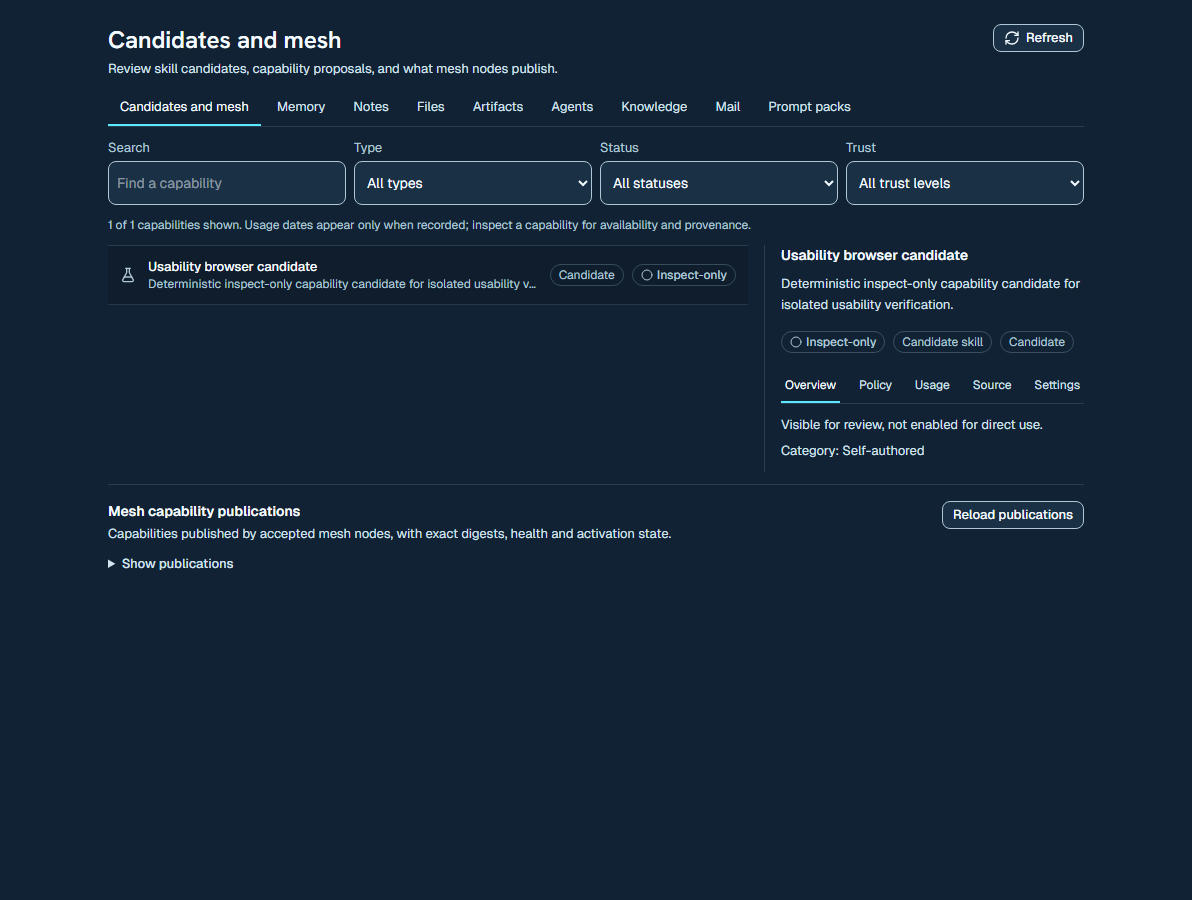 Candidates and mesh
Refresh
Review skill candidates, capability proposals, and what mesh nodes publish.
Candidates and mesh Memory Notes Files Artifacts Agents Knowledge Mail Prompt packs
Search Type Status Trust
Find a capability All types All statuses All trust levels
1 of 1 capabilities shown. Usage dates appear only when recorded; inspect a capability for availability and provenance.
Usability browser candidate
Deterministic inspect-only capability candidate for isolated usability v...
Candidate Inspect-only
Usability browser candidate
Deterministic inspect-only capability candidate for
isolated usability verification.
Inspect-only Candidate skill Candidate
Overview Policy Usage Source Settings
Visible for review, not enabled for direct use.
Category: Self-authored
Mesh capability publications
Reload publications
Capabilities published by accepted mesh nodes, with exact digests, health and activation state.
Show publications